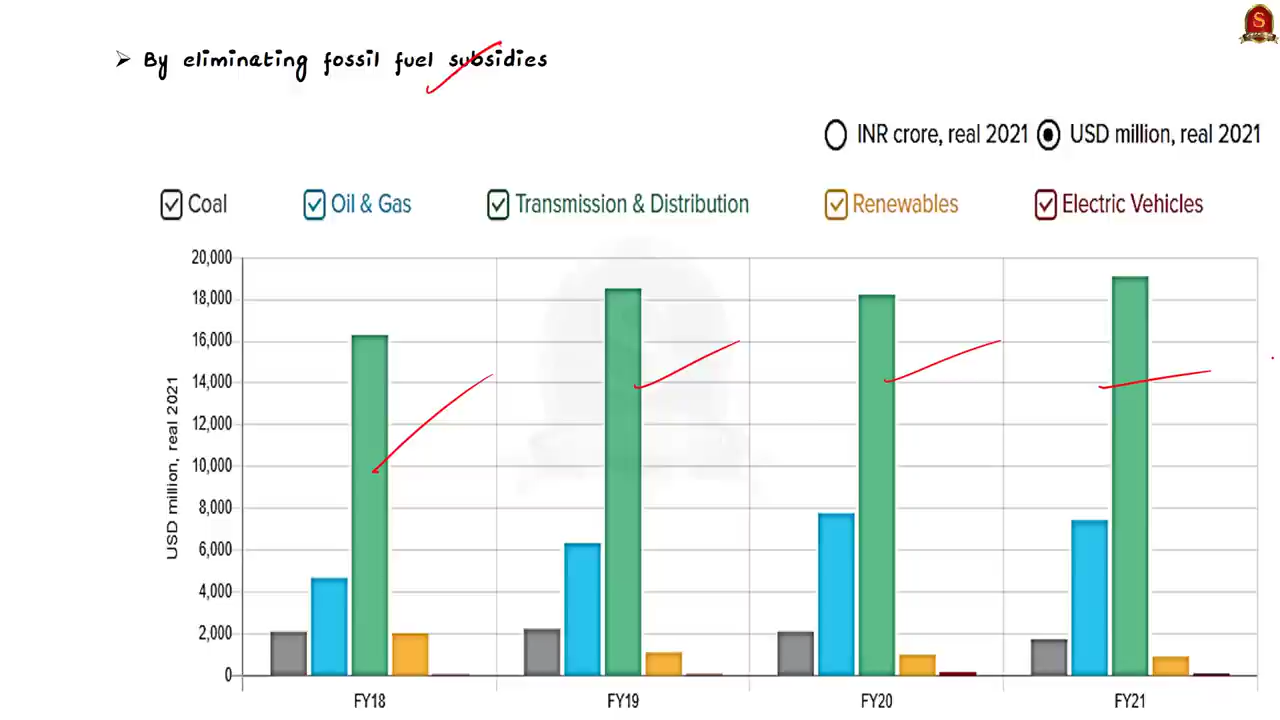 ➢ By eliminating fossil fuel subsidies
INR crore, real 2021 USD million, real 2021
Coal Oil & Gas Transmission & Distribution Renewables Electric Vehicles
USD million, real 2021
20,000
18,000
16,000
14,000
12,000
10,000
8,000
6,000
4,000
2,000
0
FY18 FY19 FY20 FY21
S